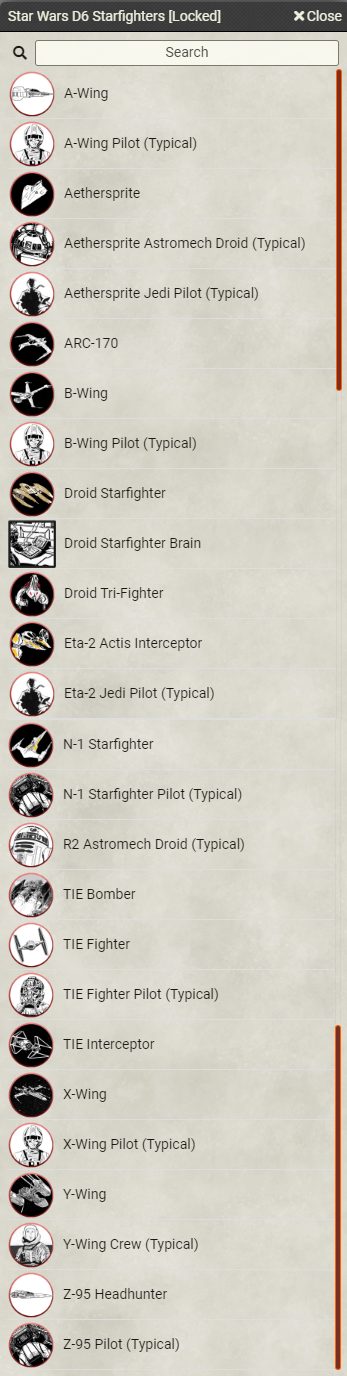 Star Wars D6 Starfighters [Locked] ×Close
Search
A-Wing
A-Wing Pilot (Typical)
Aethersprite
Aethersprite Astromech Droid (Typical)
Aethersprite Jedi Pilot (Typical)
ARC-170
B-Wing
B-Wing Pilot (Typical)
Droid Starfighter
Droid Starfighter Brain
Droid Tri-Fighter
Eta-2 Actis Interceptor
Eta-2 Jedi Pilot (Typical)
N-1 Starfighter
N-1 Starfighter Pilot (Typical)
R2 Astromech Droid (Typical)
TIE Bomber
TIE Fighter
TIE Fighter Pilot (Typical)
TIE Interceptor
X-Wing
X-Wing Pilot (Typical)
Y-Wing
Y-Wing Crew (Typical)
Z-95 Headhunter
Z-95 Pilot (Typical)